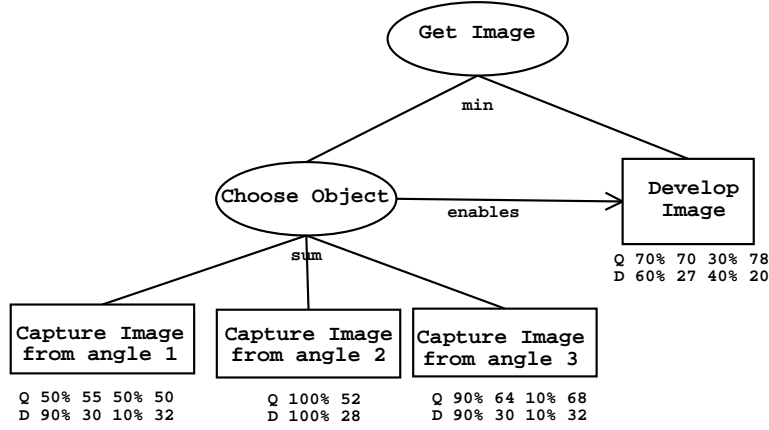 Get Image
min
Choose Object
enables
Develop
Image
Q 70% 70 30% 78
D 60% 27 40% 20
sum
Capture Image
from angle 1
Capture Image
from angle 2
Capture Image
from angle 3
Q 50% 55 50% 50
D 90% 30 10% 32
Q 100% 52
D 100% 28
Q 90% 64 10% 68
D 90% 30 10% 32